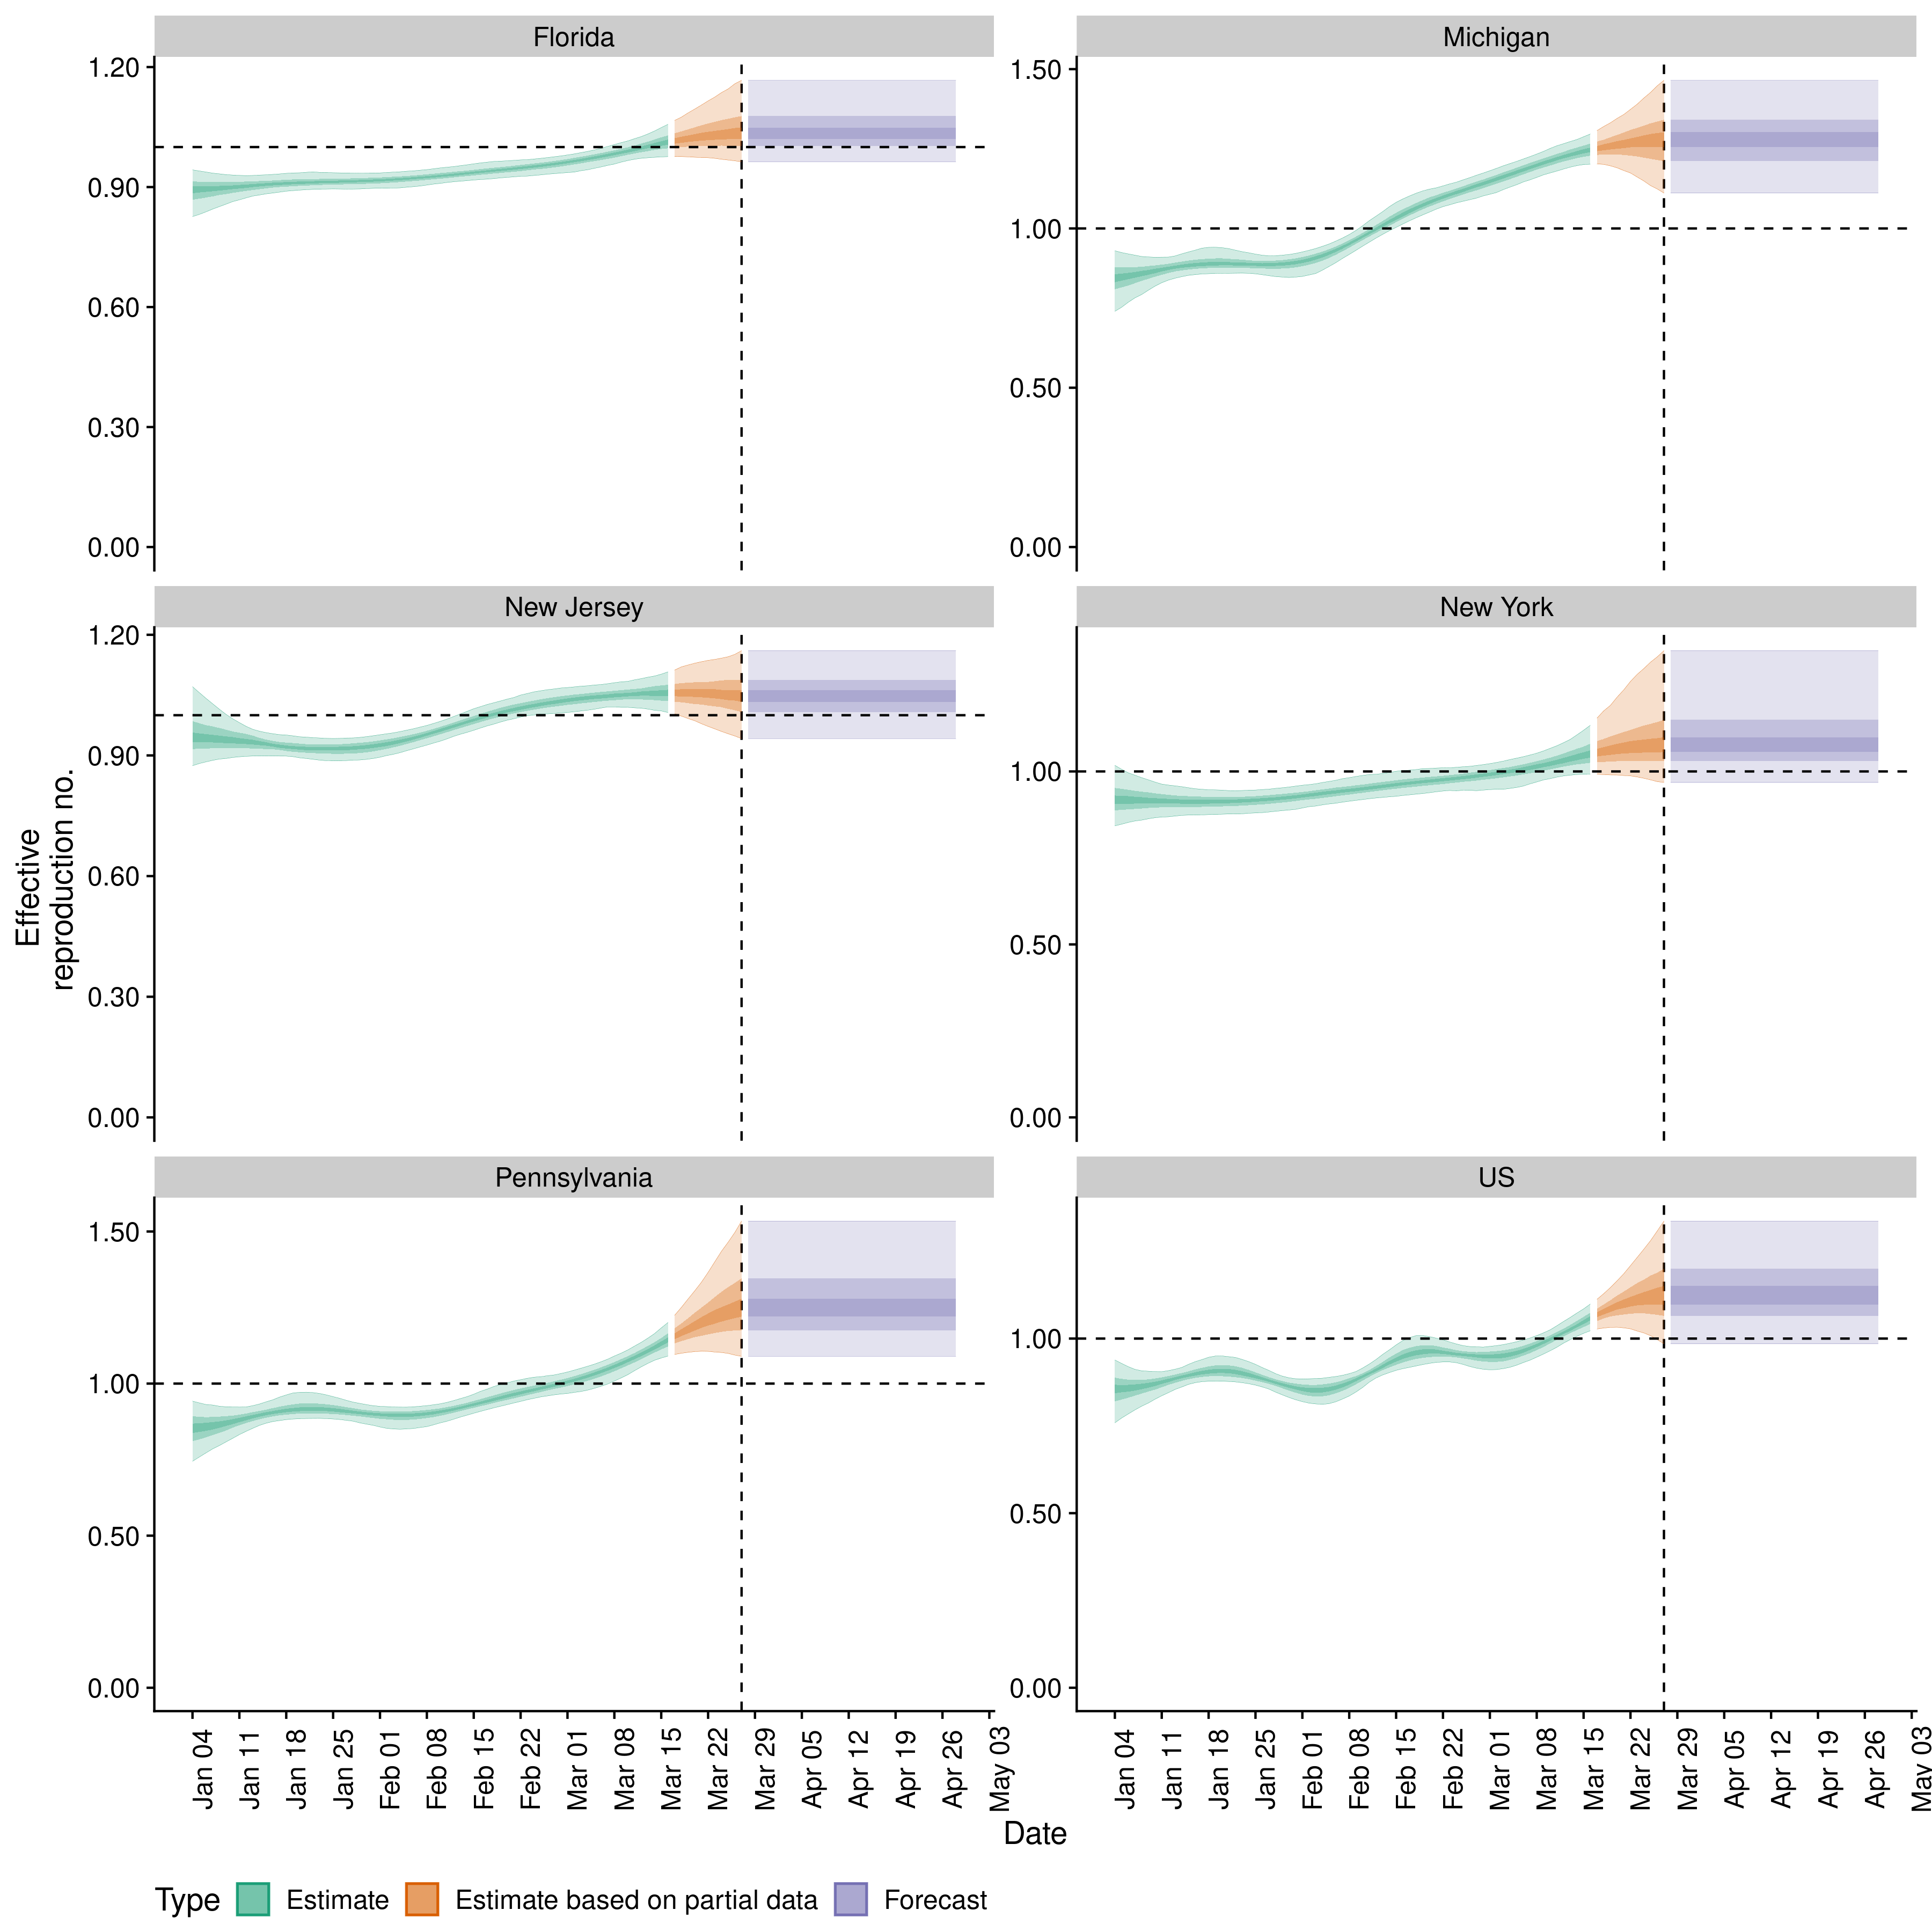 Florida
Michigan
1.20
0.90
0.60
0.30
0.00
1.50
1.00
0.50
0.00
New Jersey
New York
1.20
0.90
0.60
0.30
0.00
1.00
0.50
0.00
Effective
reproduction no.
Pennsylvania
US
1.50
1.00
0.50
0.00
1.00
0.50
0.00
Jan 04
Jan 11
Jan 18
Jan 25
Feb 01
Feb 08
Feb 15
Feb 22
Mar 01
Mar 08
Mar 15
Mar 22
Mar 29
Apr 05
Apr 12
Apr 19
Apr 26
May 03
Jan 04
Jan 11
Jan 18
Jan 25
Feb 01
Feb 08
Feb 15
Feb 22
Mar 01
Mar 08
Mar 15
Mar 22
Mar 29
Apr 05
Apr 12
Apr 19
Apr 26
May 03
Date
Type Estimate Estimate based on partial data Forecast